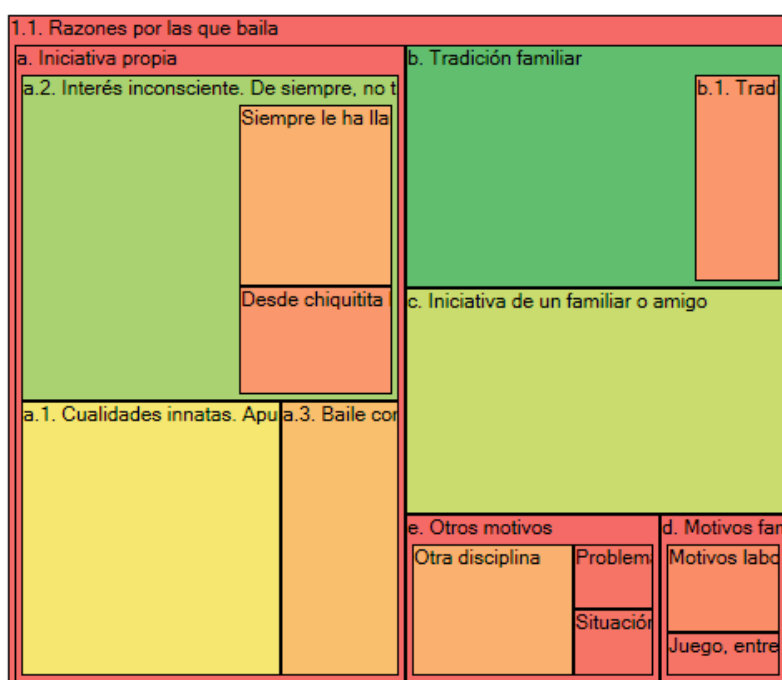 1.1. Razones por las que baila
a. Iniciativa propia
a.2. Interés inconsciente. De siempre, no t
Siempre le ha lla
Desde chiquitita
a.1. Cualidades innatas. Apu
a.3. Baile cor
b. Tradición familiar
b.1. Trad
c. Iniciativa de un familiar o amigo
e. Otros motivos
Otra disciplina
Problem
Situación
d. Motivos fam
Motivos labo
Juego, entre